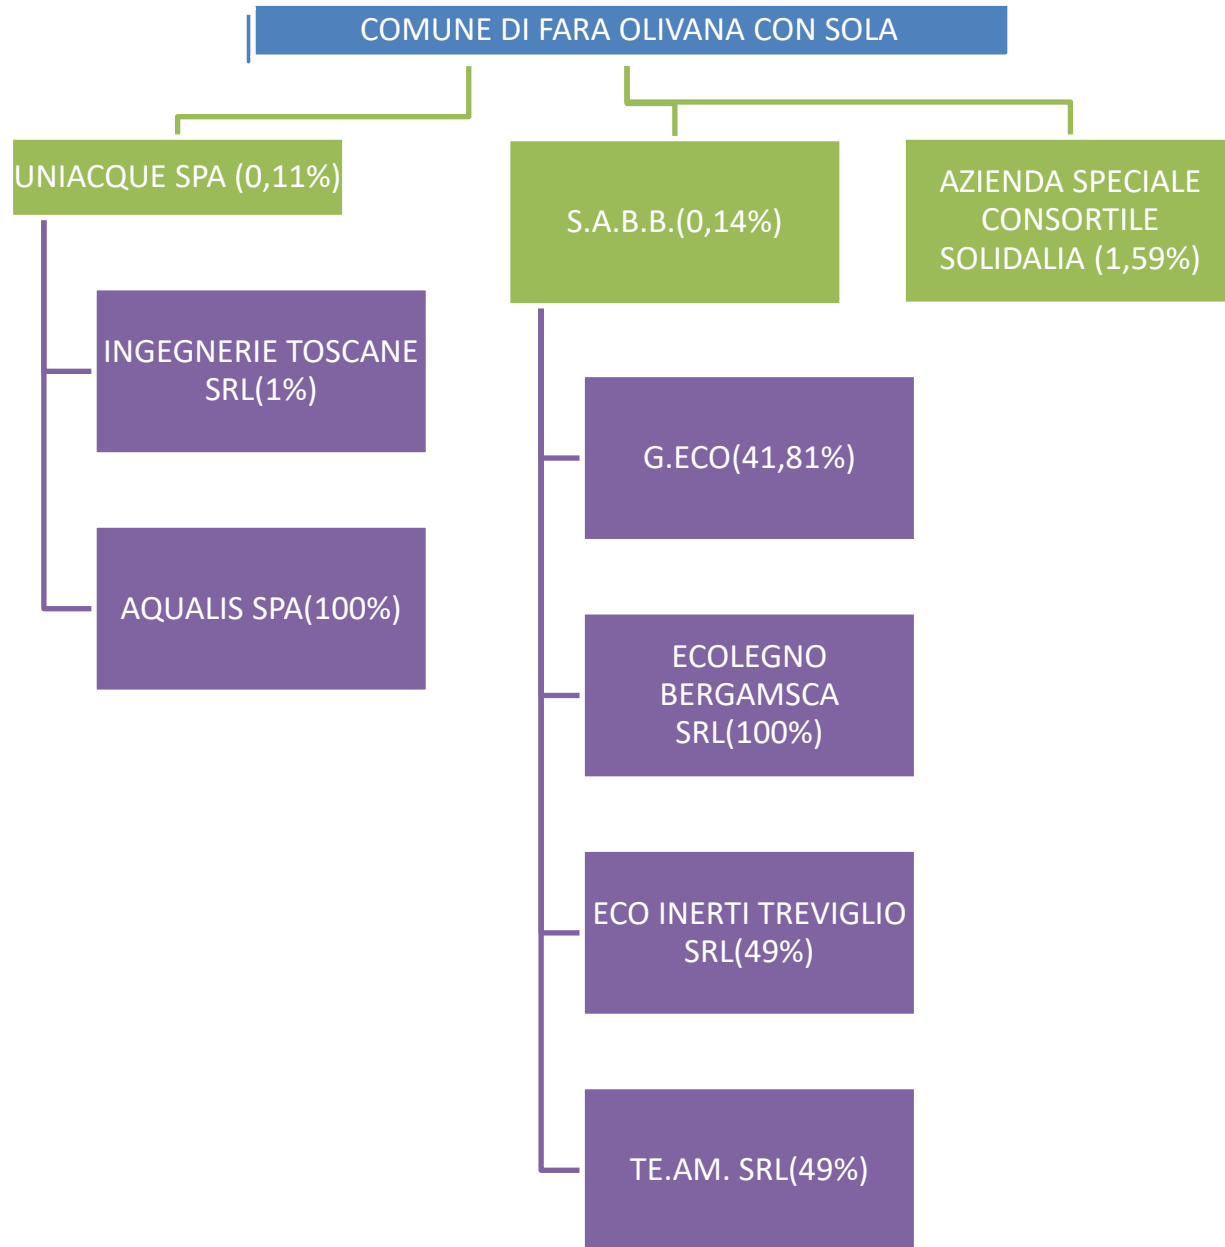 COMUNE DI FARA OLIVANA CON SOLA
UNIACQUE SPA (0,11%)
INGEGNERIE TOSCANE
SRL(1%)
AQUALIS SPA(100%)
S.A.B.B.(0,14%)
G.ECO(41,81%)
ECOLEGNO
BERGAMSCA
SRL(100%)
ECO INERTI TREVIGLIO
SRL(49%)
TE.AM. SRL(49%)
AZIENDA SPECIALE
CONSORTILE
SOLIDALIA (1,59%)